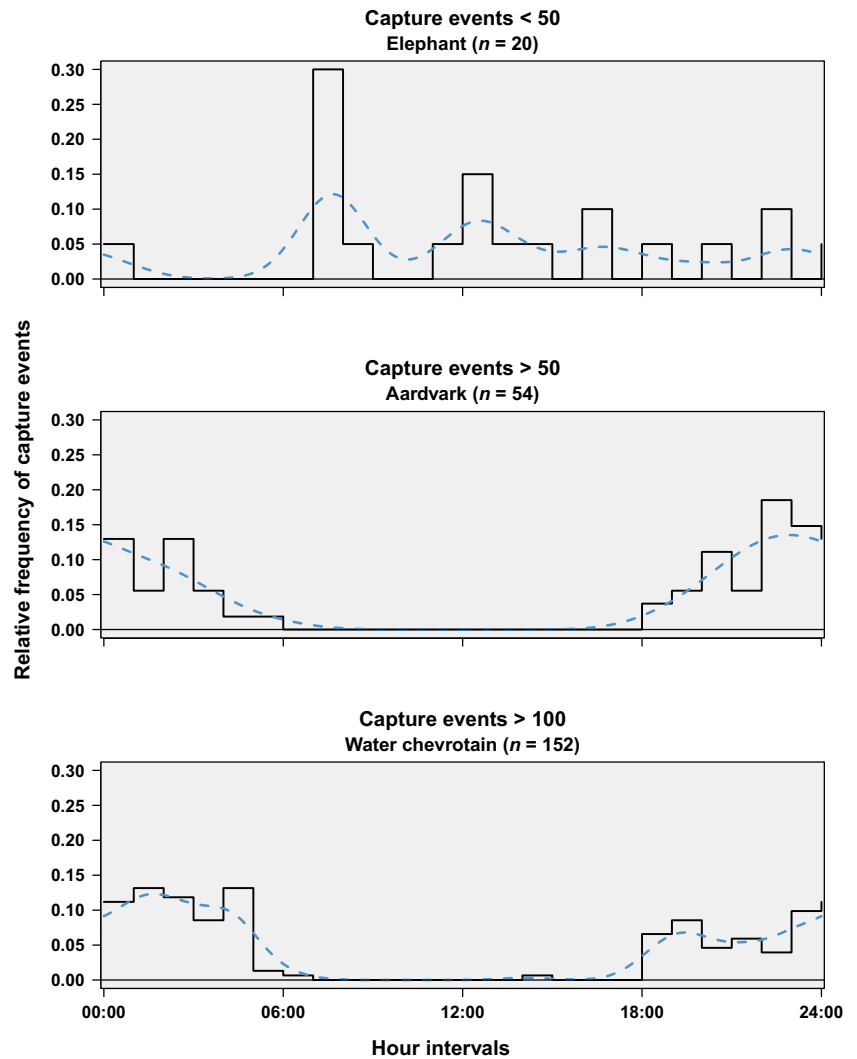 Capture events < 50
Elephant (n = 20)
0.30
0.25
0.20
0.15
0.10
0.05
0.00
Capture events > 50
Aardvark (n = 54)
0.30
0.25
0.20
0.15
0.10
0.05
0.00
Relative frequency of capture events
Capture events > 100
Water chevrotain (n = 152)
0.30
0.25
0.20
0.15
0.10
0.05
0.00
00:00 06:00 12:00 18:00 24:00
Hour intervals